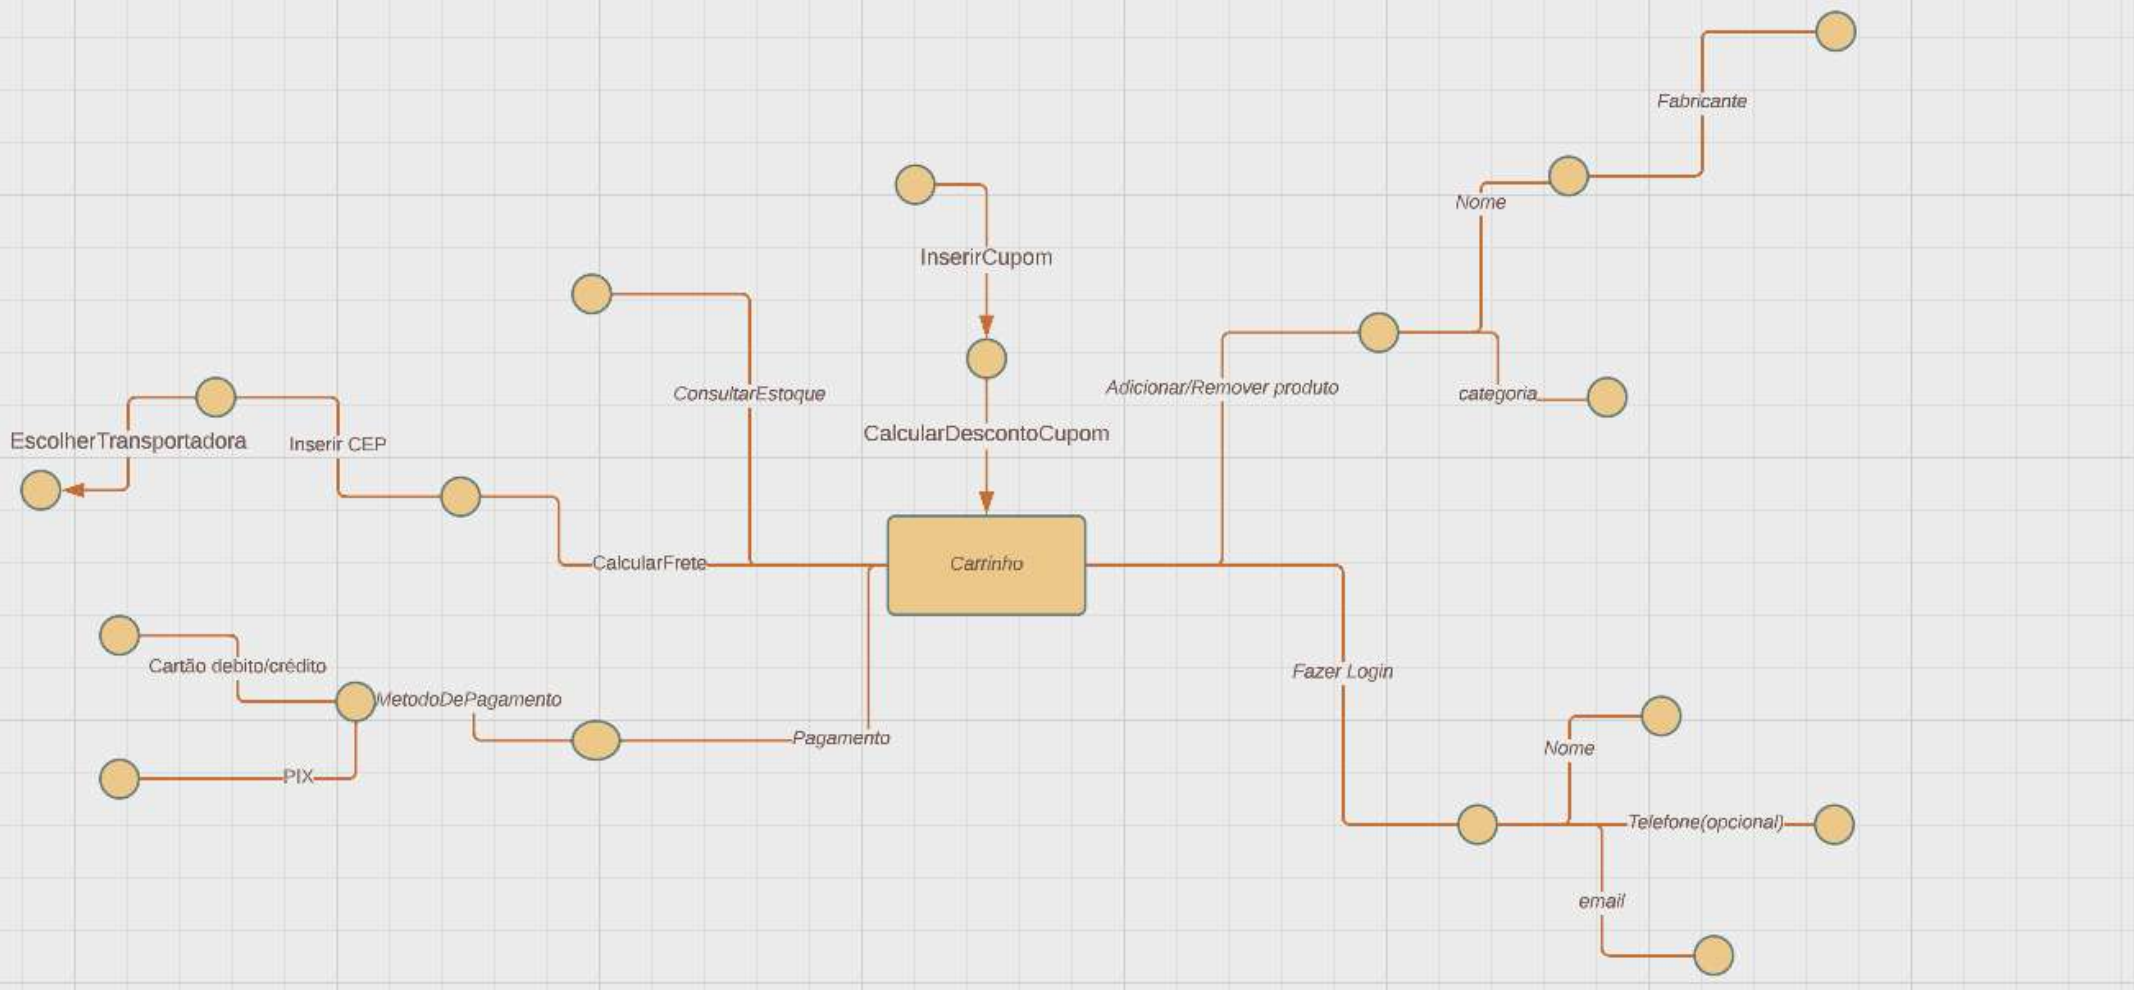 Fabricante
Nome
InserirCupom
ConsultarEstoque
Adicionar/Remover produto
categoria
CalcularDescontoCupom
EscolherTransportadora
Inserir CEP
CalcularFrete
Carrinho
Cartão debito/crédito
Fazer Login
MetodoDePagamento
Pagamento
Nome
PIX
Telefone(opcional)
email